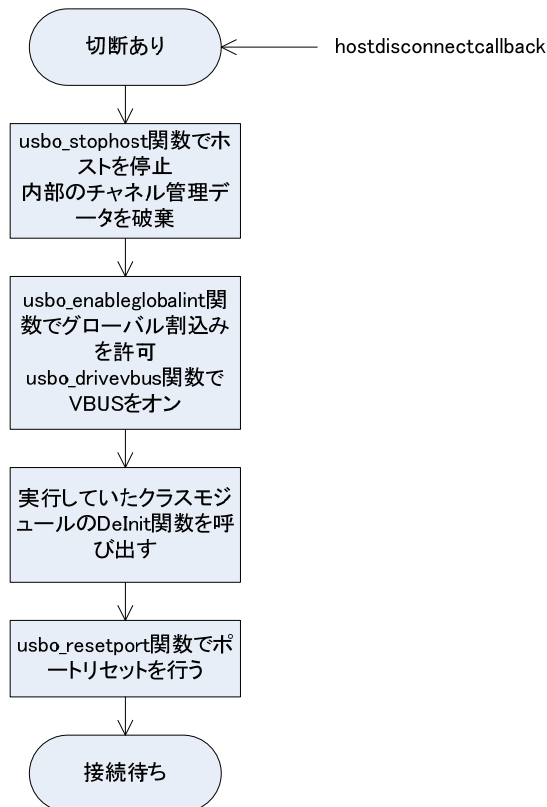 切断あり
hostdisconnectcallback
usbo_stophost関数でホ
ストを停止
内部のチャネル管理デ
ータを破棄
usbo_enableglobalint関
数でグローバル割込み
を許可
usbo_drivevbus関数で
VBUSをオン
実行していたクラスモジ
ュールのDeInit関数を呼
び出す
usbo_resetport関数でポ
ートリセットを行う
接続待ち